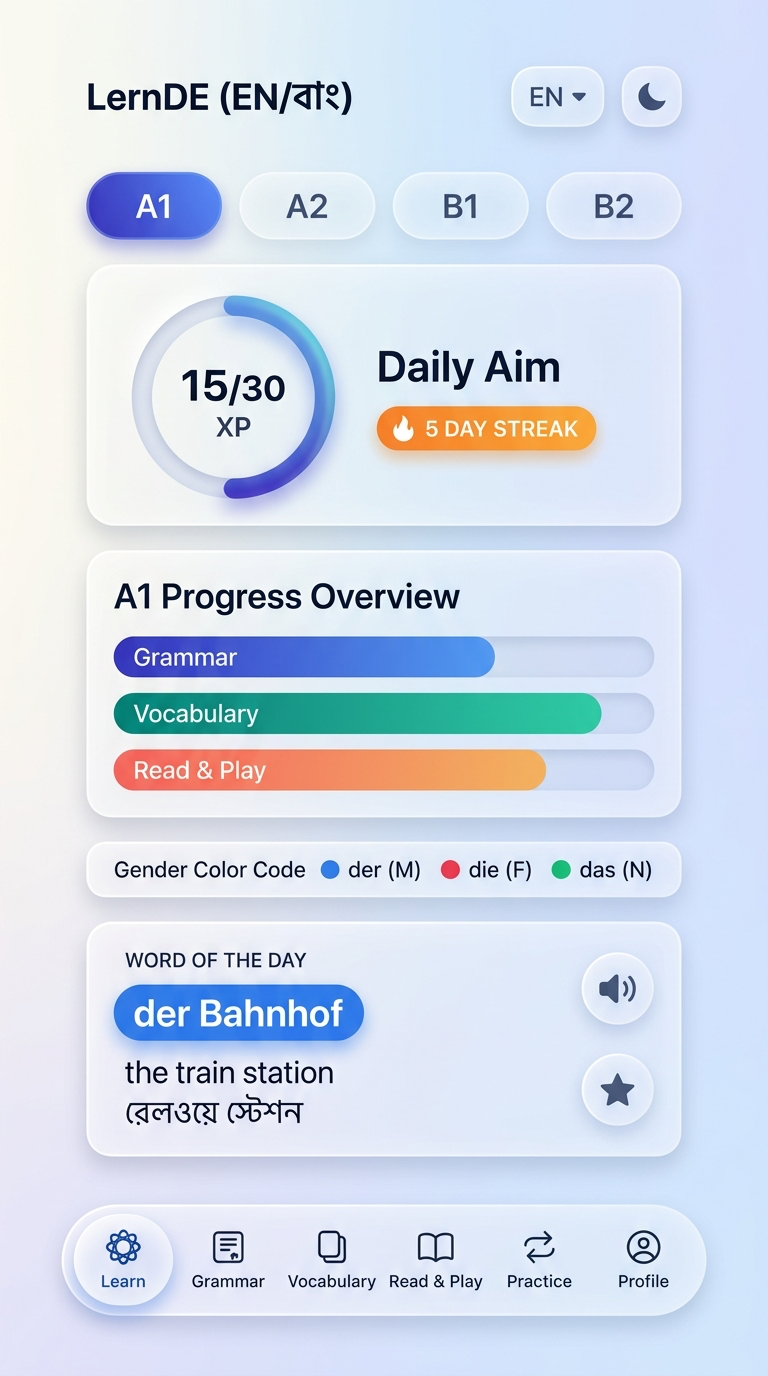 LernDE (EN/বাং)
EN
A1
A2
B1
B2
15/30
XP
Daily Aim
5 DAY STREAK
A1 Progress Overview
Grammar
Vocabulary
Read & Play
Gender Color Code der (M) die (F) das (N)
WORD OF THE DAY
der Bahnhof
the train station
রেলওয়ে স্টেশন
Learn
Grammar
Vocabulary
Read & Play
Practice
Profile